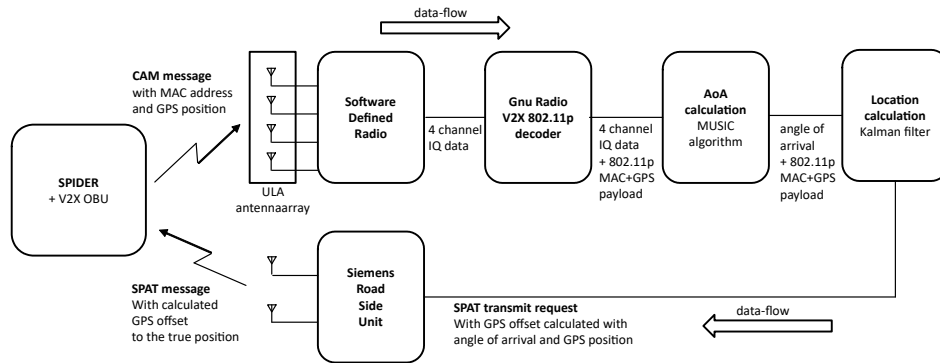 data-flow
CAM message
with MAC address
and GPS position
Software
Defined
Radio
4 channel
IQ data
Gnu Radio
V2X 802.11p
decoder
4 channel
IQ data
+ 802.11p
MAC+GPS
payload
AoA
calculation
MUSIC
algorithm
angle of
arrival
+ 802.11p
MAC+GPS
payload
Location
calculation
Kalman filter
ULA
antennaarray
SPIDER
+ V2X OBU
SPAT message
With calculated
GPS offset
to the true position
Siemens
Road
Side
Unit
SPAT transmit request
With GPS offset calculated with
angle of arrival and GPS position
data-flow